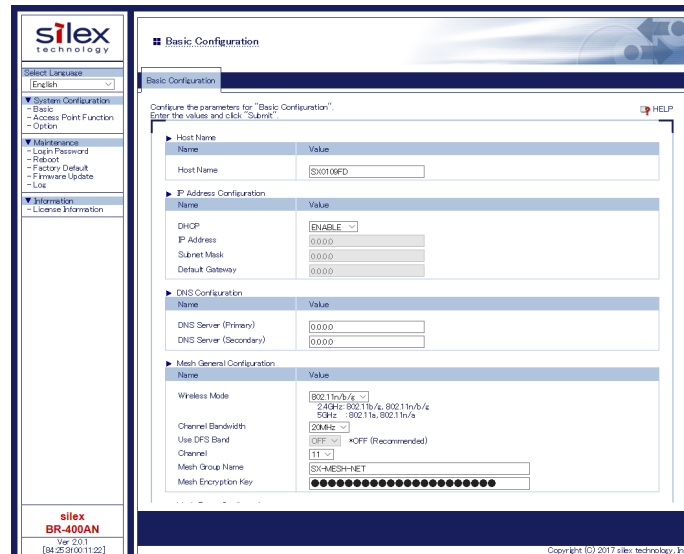 silex
technology
Select Language
English
▼ System Configuration
- Basic
- Access Point Function
- Option
▼ Maintenance
- Login Password
- Reboot
- Factory Default
- Firmware Update
- Log
▼ Information
- License Information
silex
BR-400AN
Ver 2.0.1
[84:25:3f:00:11:22]
Basic Configuration
Basic Configuration
Configure the parameters for "Basic Configuration".
Enter the values and click "Submit".
HELP
▶ Host Name
Name Value
Host Name SX0109FD
▶ IP Address Configuration
Name Value
DHCP ENABLE
IP Address 0.0.0.0
Subnet Mask 0.0.0.0
Default Gateway 0.0.0.0
▶ DNS Configuration
Name Value
DNS Server (Primary) 0.0.0.0
DNS Server (Secondary) 0.0.0.0
▶ Mesh General Configuration
Name Value
Wireless Mode 802.11n/b/g
2.4GHz: 802.11b/g, 802.11n/b/g
5GHz : 802.11a, 802.11n/a
Channel Bandwidth 20MHz
Use DFS Band OFF *OFF (Recommended)
Channel 11
Mesh Group Name SX-MESH-NET
Mesh Encryption Key ●●●●●●●●●●●●●●●●●●●●●●
Copyright (C) 2017 silex technology, In